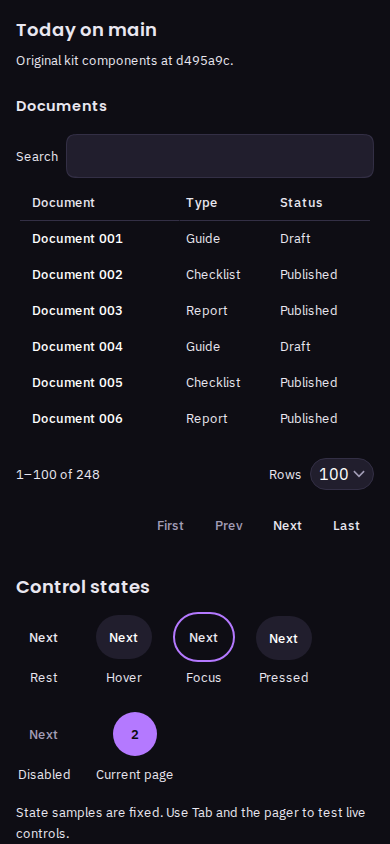 Today on main
Original kit components at d495a9c.
Documents
Search
Document Type Status
Document 001 Guide Draft
Document 002 Checklist Published
Document 003 Report Published
Document 004 Guide Draft
Document 005 Checklist Published
Document 006 Report Published
1–100 of 248 Rows 100
First Prev Next Last
Control states
Next Next Next Next
Rest Hover Focus Pressed
Next 2
Disabled Current page
State samples are fixed. Use Tab and the pager to test live
controls.